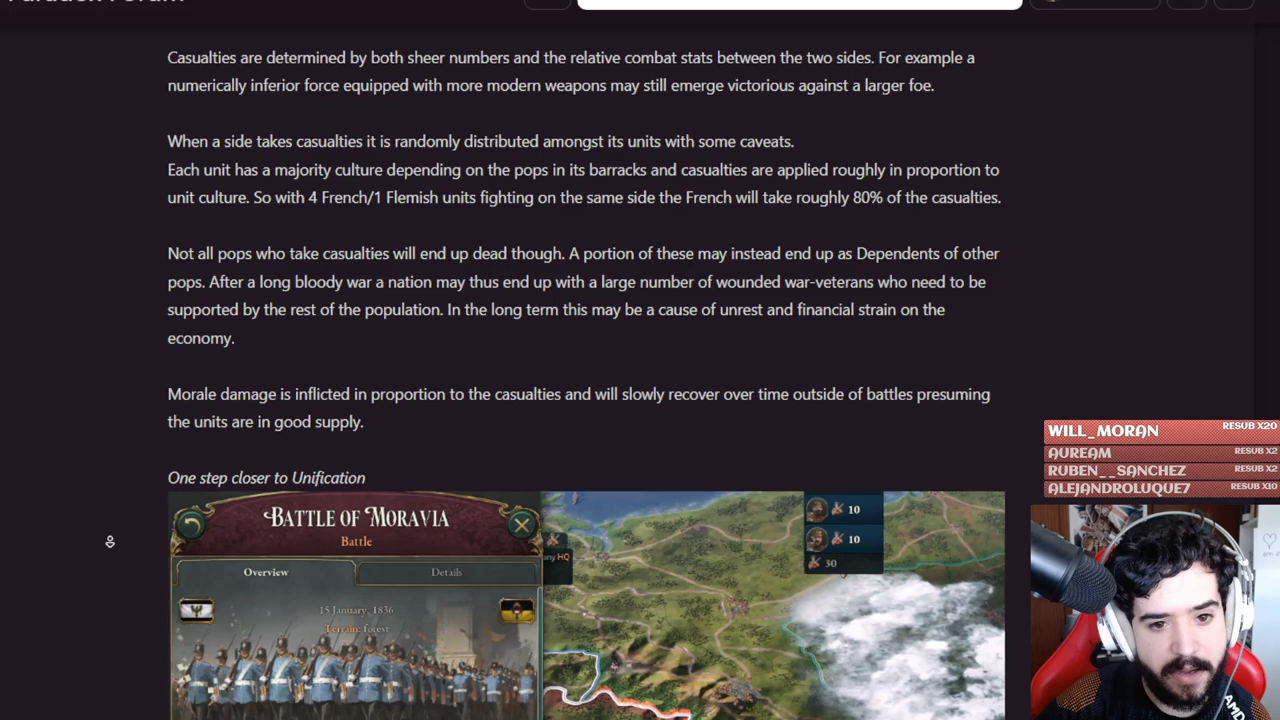 Casualties are determined by both sheer numbers and the relative combat stats between the two sides. For example a
numerically inferior force equipped with more modern weapons may still emerge victorious against a larger foe.
When a side takes casualties it is randomly distributed amongst its units with some caveats.
Each unit has a majority culture depending on the pops in its barracks and casualties are applied roughly in proportion to
unit culture. So with 4 French/1 Flemish units fighting on the same side the French will take roughly 80% of the casualties.
Not all pops who take casualties will end up dead though. A portion of these may instead end up as Dependents of other
pops. After a long bloody war a nation may thus end up with a large number of wounded war-veterans who need to be
supported by the rest of the population. In the long term this may be a cause of unrest and financial strain on the
economy.
Morale damage is inflicted in proportion to the casualties and will slowly recover over time outside of battles presuming
the units are in good supply.
One step closer to Unification
BATTLE OF MORAVIA
Battle
Overview
Details
15 January, 1836
Terrain: forest
any HQ
10
10
30
WILL_MORAN RESUB X20
AUREAM RESUB X2
RUBEN__SANCHEZ RESUB X2
ALEJANDROLUQUE7 RESUB X10
AMD